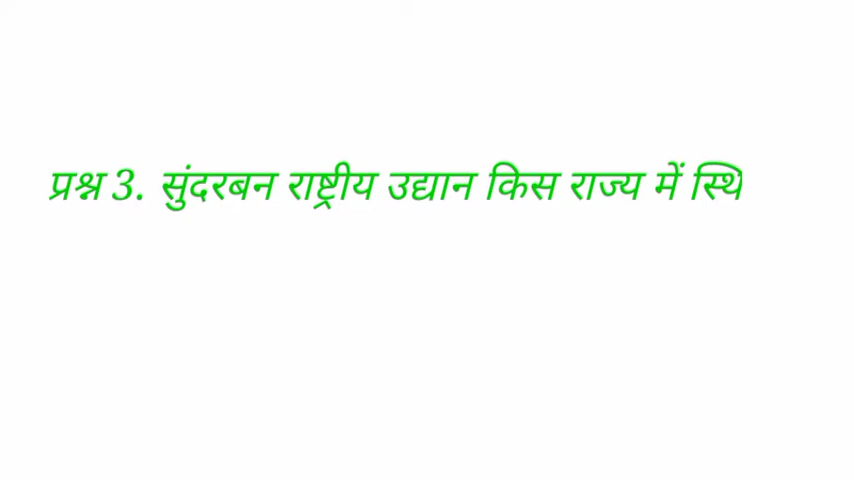 प्रश्न 3. सुंदरबन राष्ट्रीय उद्यान किस राज्य में स्थि